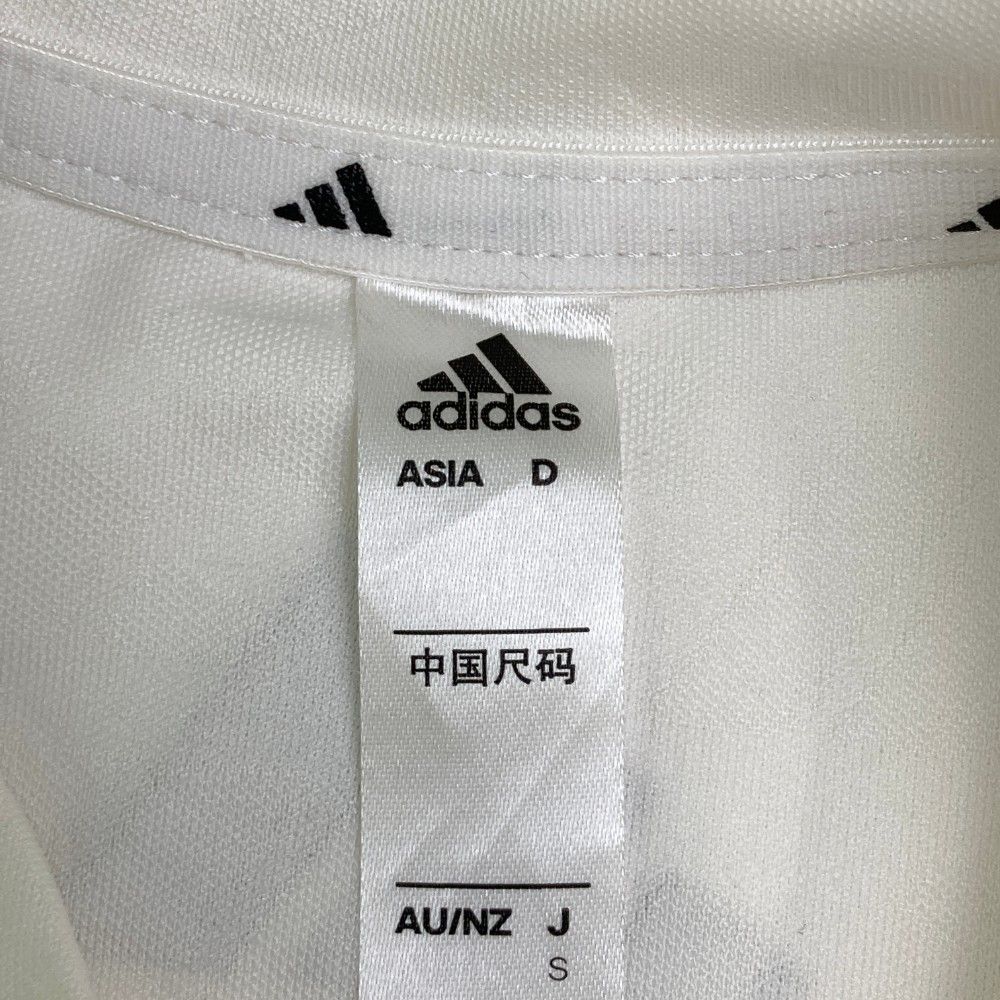 adidas
ASIA D
中国尺码
AU/NZ J
S